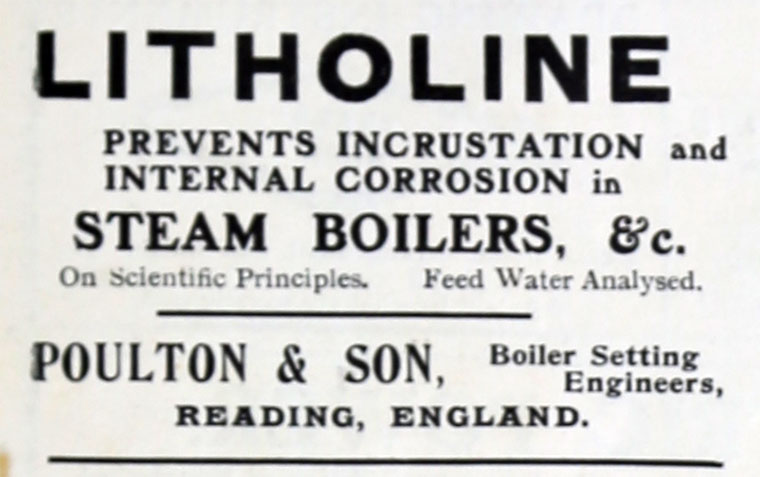 LITHOLINE
PREVENTS INCRUSTATION and
INTERNAL CORROSION in
STEAM BOILERS, &c.
On Scientific Principles. Feed Water Analysed.
POULTON & SON, Boiler Setting
Engineers,
READING, ENGLAND.